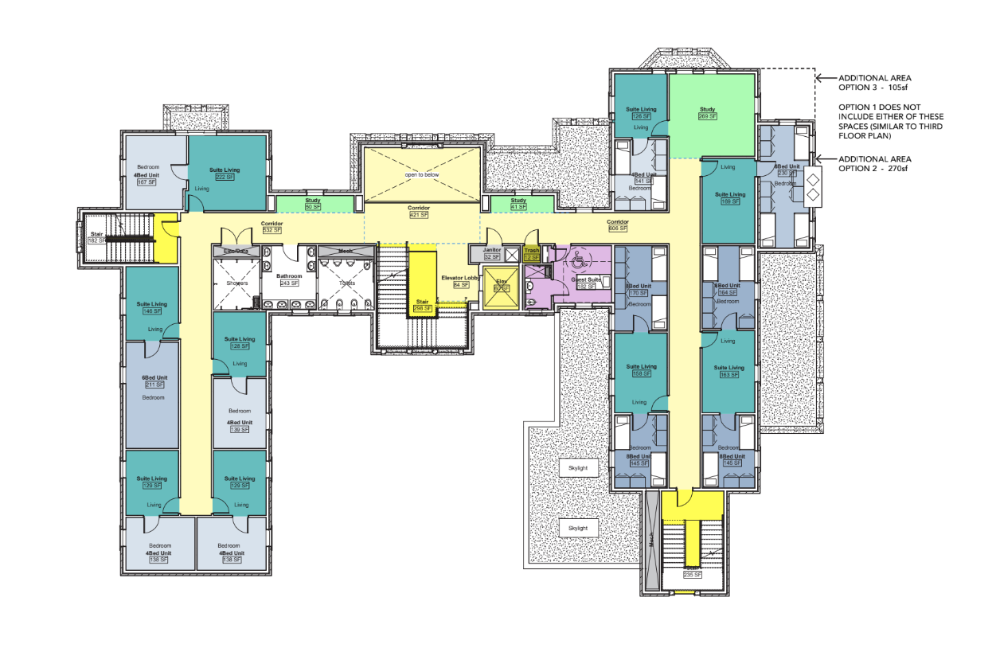 ADDITIONAL AREA
OPTION 3 - 105sf
OPTION 1 DOES NOT
INCLUDE EITHER OF THESE
SPACES (SIMILAR TO THIRD
FLOOR PLAN)
ADDITIONAL AREA
OPTION 2 - 270sf
Suite Living
126 SF
Living
Study
269 SF
4Bed Unit
141 SF
Bedroom
Living
Suite Living
169 SF
230 SF
Bedroom
Bedroom
4Bed Unit
167 SF
Suite Living
222 SF
Living
open to below
Study
50 SF
Corridor
421 SF
Study
41 SF
Corridor
532 SF
Corridor
606 SF
Stair
182 SF
Elec/Data
Mech
Janitor
32 SF
Trash
12 SF
Showers
Bathroom
243 SF
Toilets
Elevator Lobby
84 SF
Elev
Guest Suite
182 SF
Stair
298 SF
170 SF
Bedroom
164 SF
Bedroom
Suite Living
146 SF
Living
Suite Living
128 SF
Living
6Bed Unit
211 SF
Bedroom
Bedroom
4Bed Unit
139 SF
Living
Suite Living
158 SF
Suite Living
163 SF
Living
Bedroom
8Bed Unit
145 SF
Bedroom
8Bed Unit
145 SF
Skylight
Skylight
Suite Living
129 SF
Living
Suite Living
129 SF
Living
Bedroom
4Bed Unit
138 SF
Bedroom
4Bed Unit
138 SF
Mech
Stair
235 SF